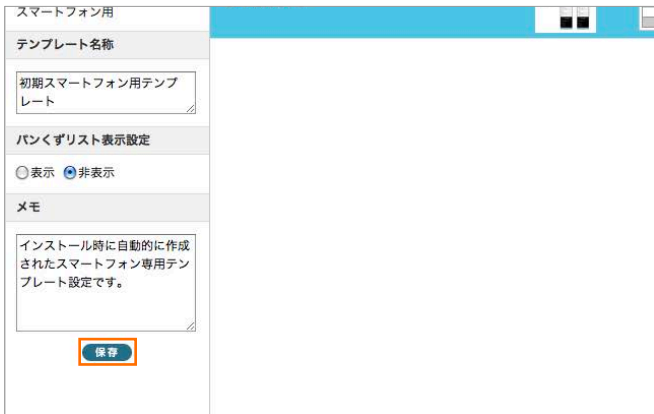 スマートフォン用
テンプレート名称
初期スマートフォン用テンプ
レート
パンくずリスト表示設定
表示 非表示
メモ
インストール時に自動的に作成
されたスマートフォン専用テン
プレート設定です。
保存